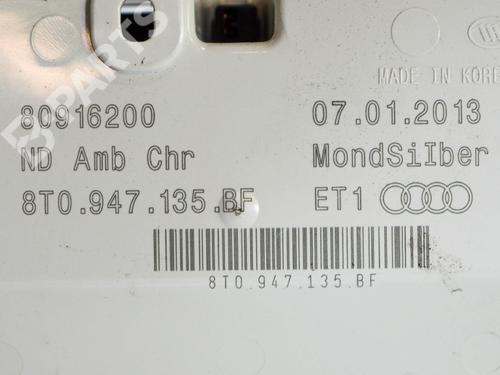 MADE IN KORE
80916200
07.01.2013
ND Amb Chr
MondSilber
8T0.947.135.BF
ET1
8T0.947.135.BF